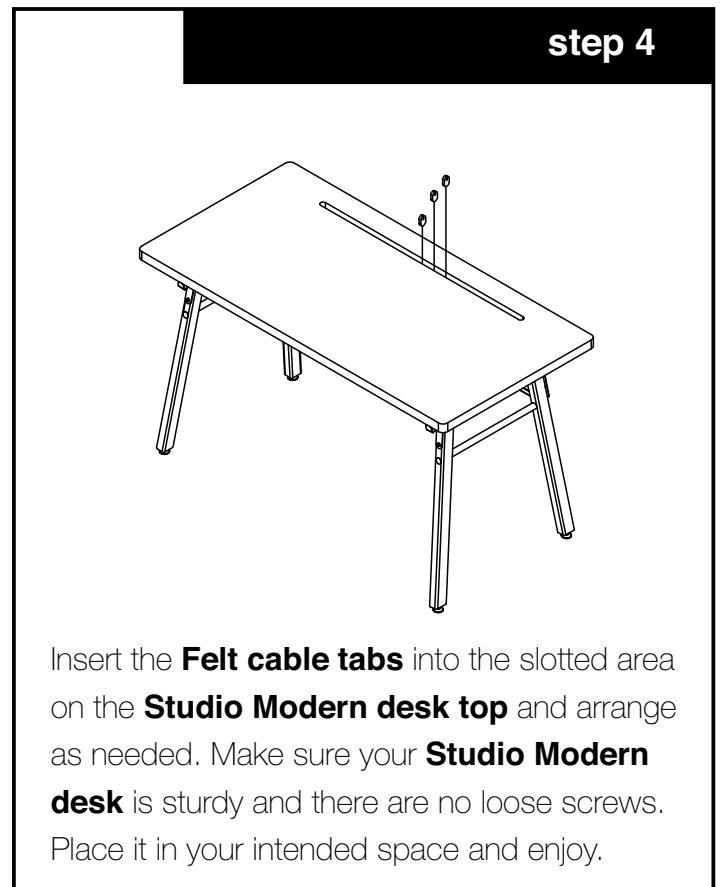 step 4
Insert the Felt cable tabs into the slotted area
on the Studio Modern desk top and arrange
as needed. Make sure your Studio Modern
desk is sturdy and there are no loose screws.
Place it in your intended space and enjoy.